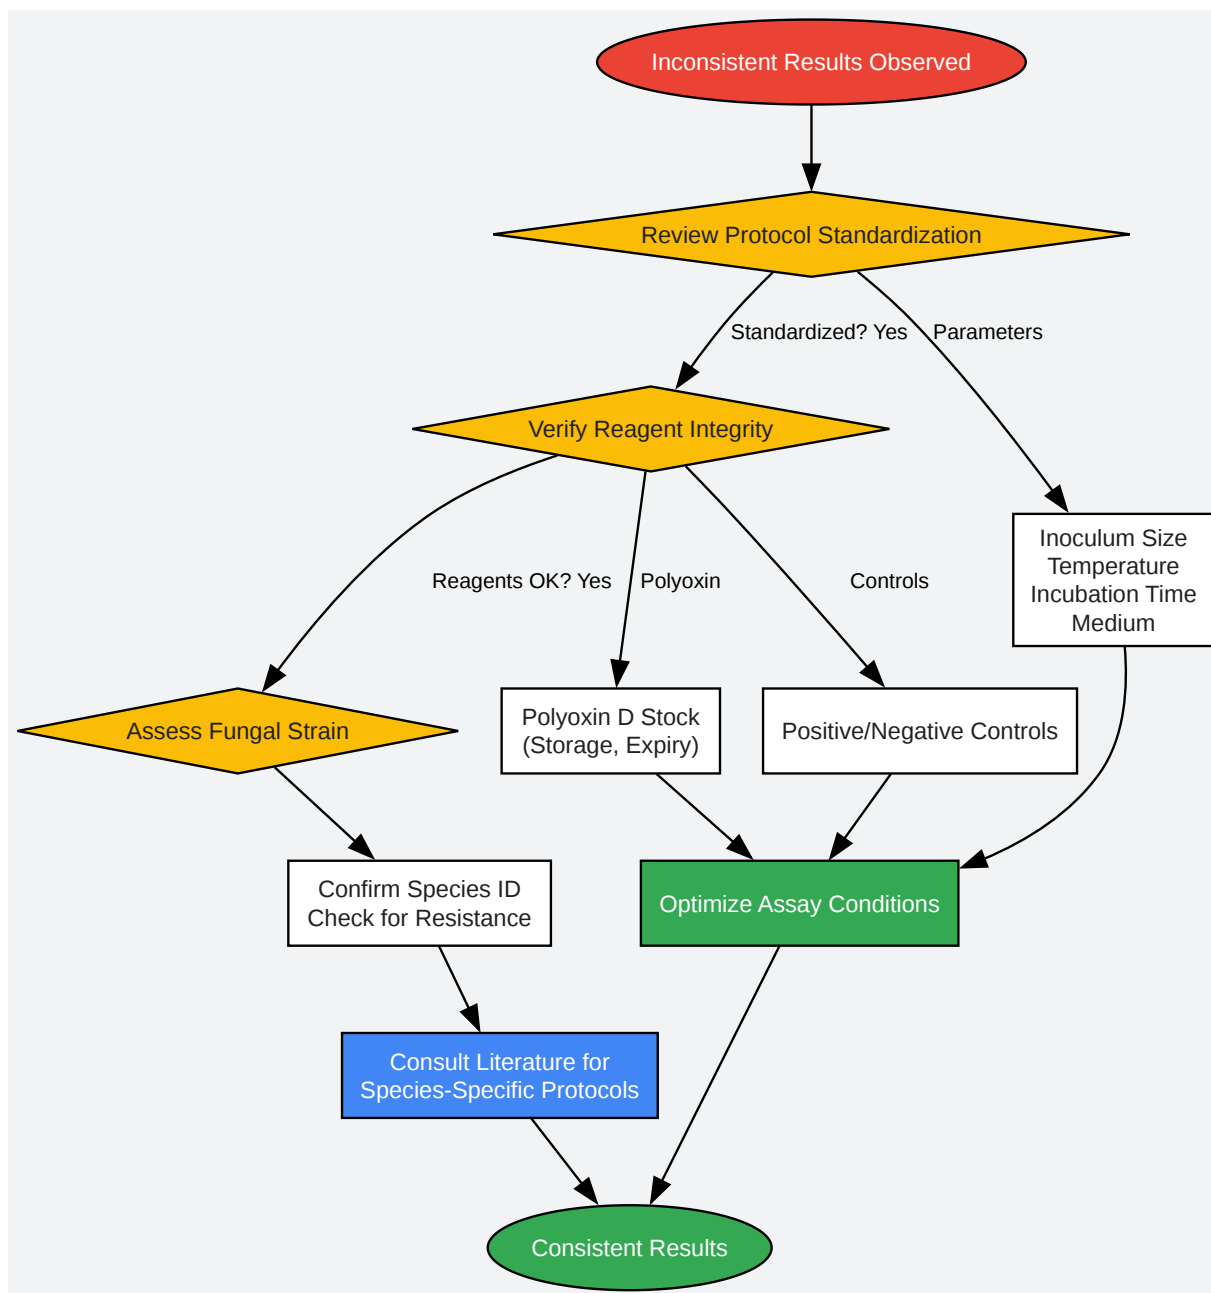 Inconsistent Results Observed
Review Protocol Standardization
Standardized? Yes
Parameters
Verify Reagent Integrity
Inoculum Size
Temperature
Incubation Time
Medium
Reagents OK? Yes
Polyoxin
Controls
Assess Fungal Strain
Polyoxin D Stock
(Storage, Expiry)
Positive/Negative Controls
Confirm Species ID
Check for Resistance
Optimize Assay Conditions
Consult Literature for
Species-Specific Protocols
Consistent Results